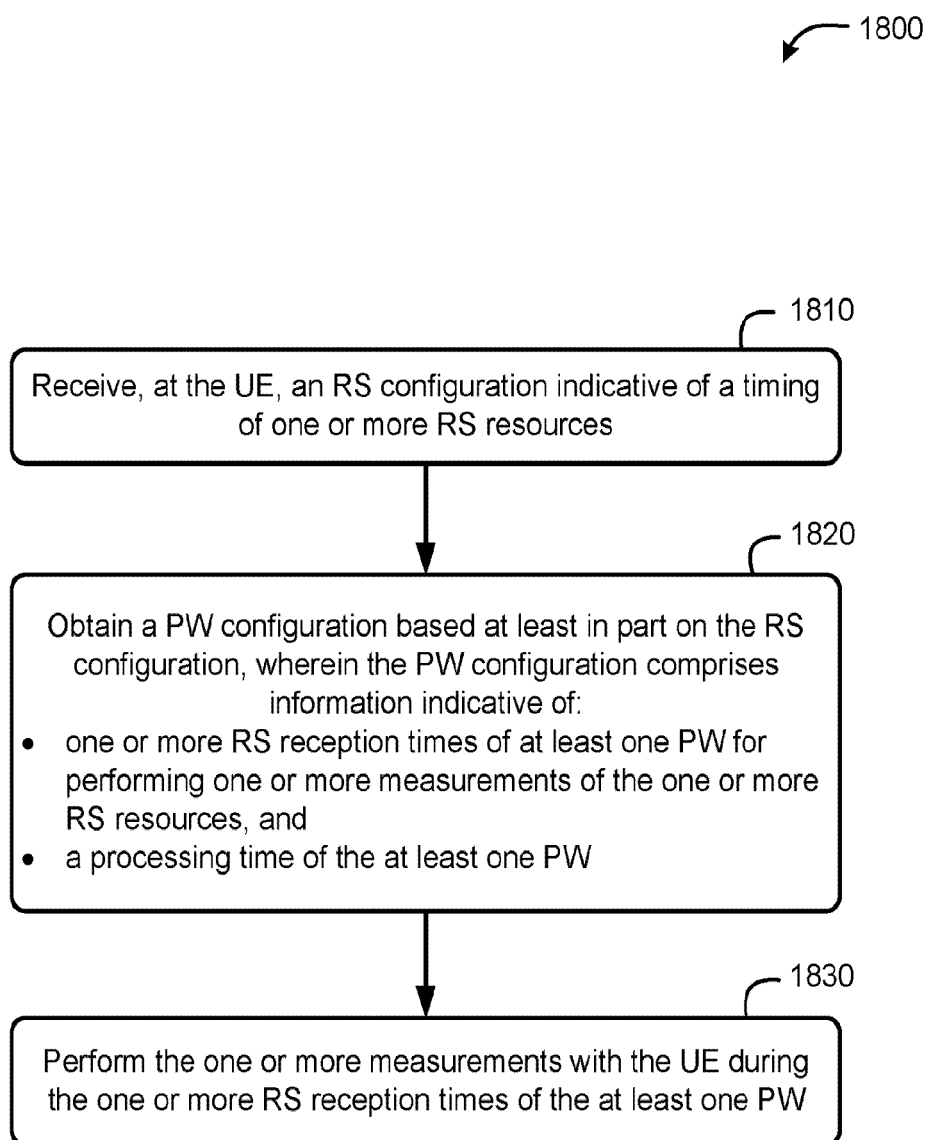 1800
1810
Receive, at the UE, an RS configuration indicative of a timing
of one or more RS resources
1820
Obtain a PW configuration based at least in part on the RS
configuration, wherein the PW configuration comprises
information indicative of:
• one or more RS reception times of at least one PW for
performing one or more measurements of the one or more
RS resources, and
• a processing time of the at least one PW
1830
Perform the one or more measurements with the UE during
the one or more RS reception times of the at least one PW